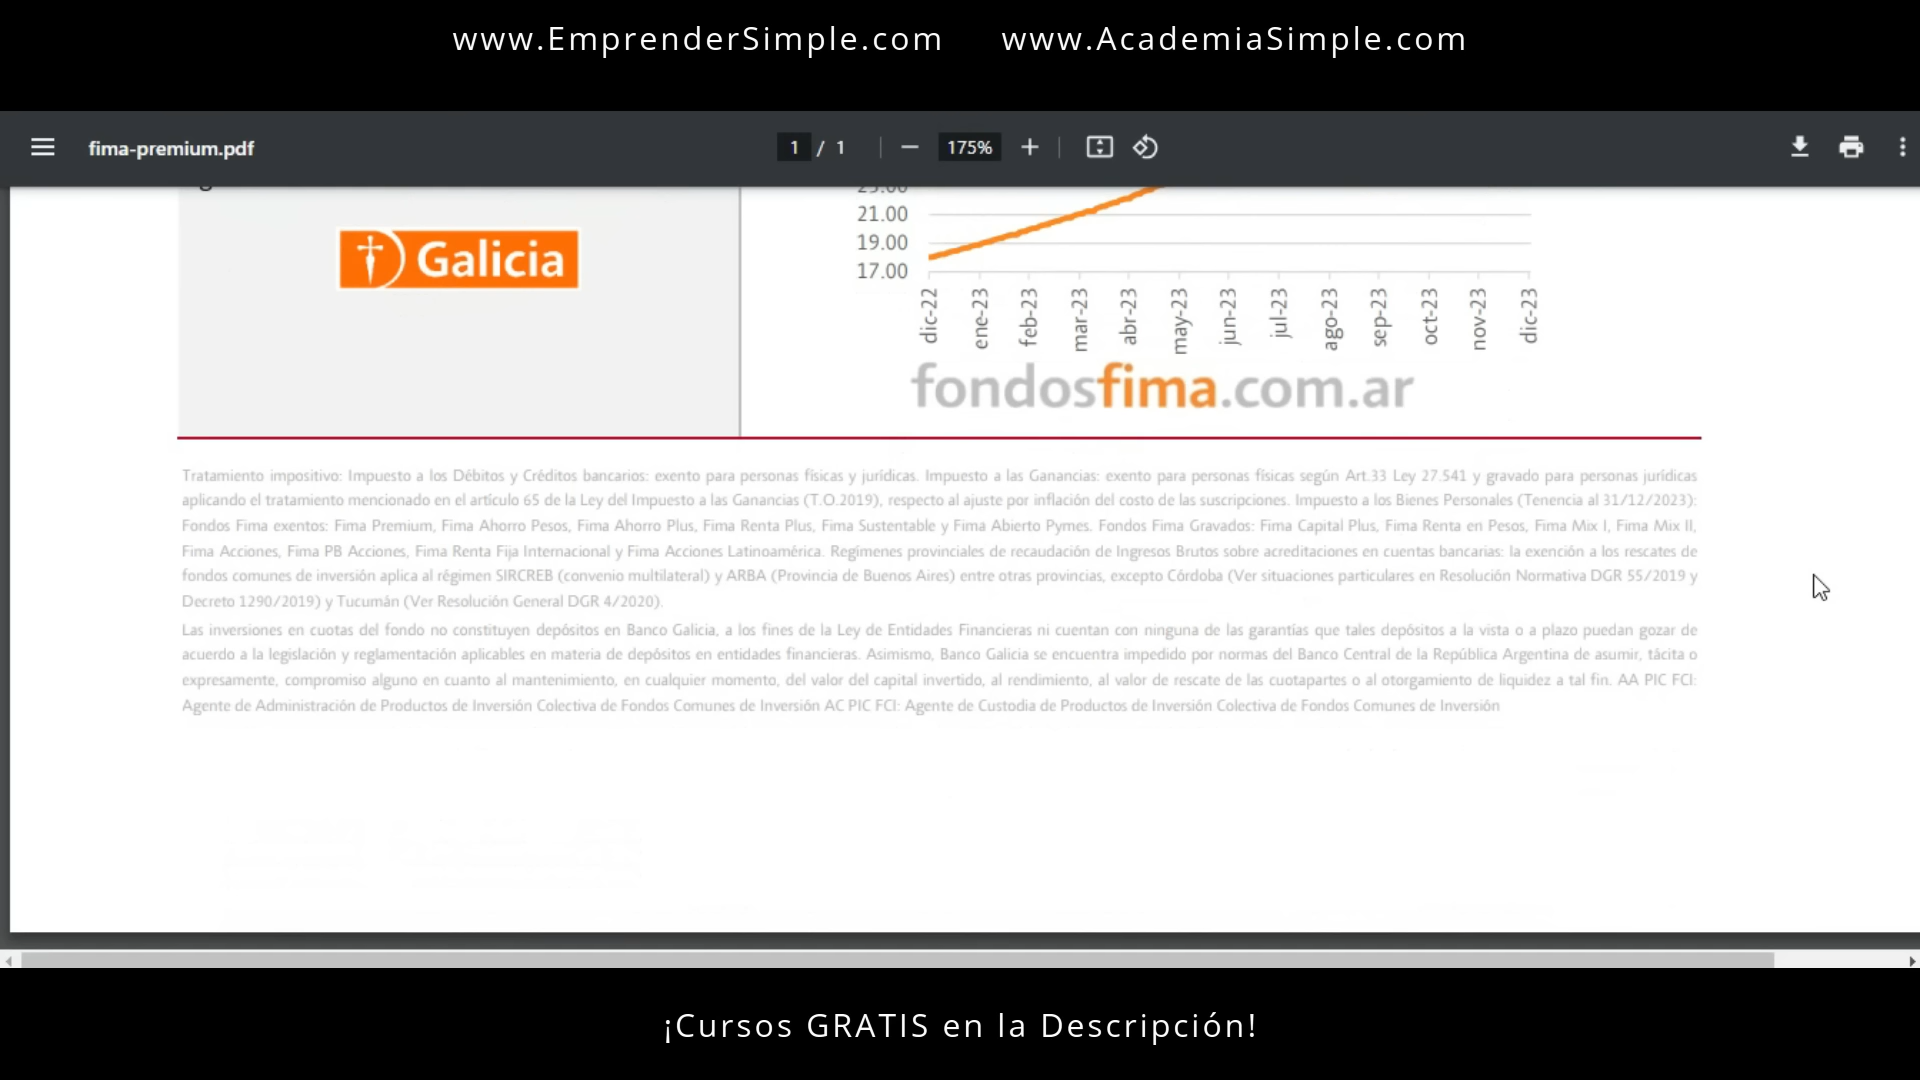 www.EmprenderSimple.com www.AcademiaSimple.com
fima-premium.pdf 1 / 1 175%
Galicia
21.00
19.00
17.00
dic-22 ene-23 feb-23 mar-23 abr-23 may-23 jun-23 jul-23 ago-23 sep-23 oct-23 nov-23 dic-23
fondosfima.com.ar
Tratamiento impositivo: Impuesto a los Débitos y Créditos bancarios: exento para personas físicas y jurídicas. Impuesto a las Ganancias: exento para personas físicas según Art.33 Ley 27.541 y gravado para personas jurídicas
aplicando el tratamiento mencionado en el artículo 65 de la Ley del Impuesto a las Ganancias (T.O.2019), respecto al ajuste por inflación del costo de las suscripciones. Impuesto a los Bienes Personales (Tenencia al 31/12/2023):
Fondos Fima exentos: Fima Premium, Fima Ahorro Pesos, Fima Ahorro Plus, Fima Renta Plus, Fima Sustentable y Fima Abierto Pymes. Fondos Fima Gravados: Fima Capital Plus, Fima Renta en Pesos, Fima Mix I, Fima Mix II,
Fima Acciones, Fima PB Acciones, Fima Renta Fija Internacional y Fima Acciones Latinoamérica. Regímenes provinciales de recaudación de Ingresos Brutos sobre acreditaciones en cuentas bancarias: la exención a los rescates de
fondos comunes de inversión aplica al régimen SIRCREB (convenio multilateral) y ARBA (Provincia de Buenos Aires) entre otras provincias, excepto Córdoba (Ver situaciones particulares en Resolución Normativa DGR 55/2019 y
Decreto 1290/2019) y Tucumán (Ver Resolución General DGR 4/2020).
Las inversiones en cuotas del fondo no constituyen depósitos en Banco Galicia, a los fines de la Ley de Entidades Financieras ni cuentan con ninguna de las garantías que tales depósitos a la vista o a plazo puedan gozar de
acuerdo a la legislación y reglamentación aplicables en materia de depósitos en entidades financieras. Asimismo, Banco Galicia se encuentra impedido por normas del Banco Central de la República Argentina de asumir, tácita o
expresamente, compromiso alguno en cuanto al mantenimiento, en cualquier momento, del valor del capital invertido, al rendimiento, al valor de rescate de las cuotapartes o al otorgamiento de liquidez a tal fin. AA PIC FCI:
Agente de Administración de Productos de Inversión Colectiva de Fondos Comunes de Inversión AC PIC FCI: Agente de Custodia de Productos de Inversión Colectiva de Fondos Comunes de Inversión
¡Cursos GRATIS en la Descripción!